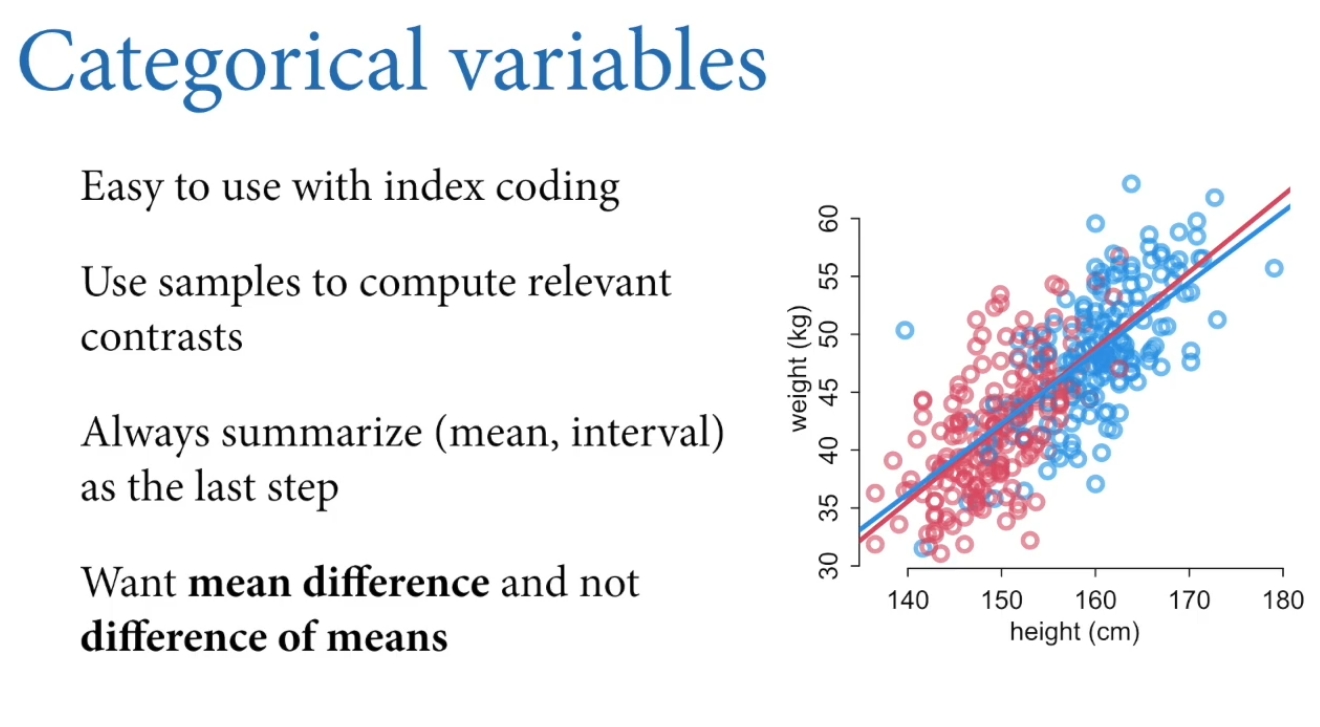 Categorical variables
Easy to use with index coding
Use samples to compute relevant
contrasts
Always summarize (mean, interval)
as the last step
Want mean difference and not
difference of means
weight (kg)
60
55
50
45
40
35
30
140 150 160 170 180
height (cm)